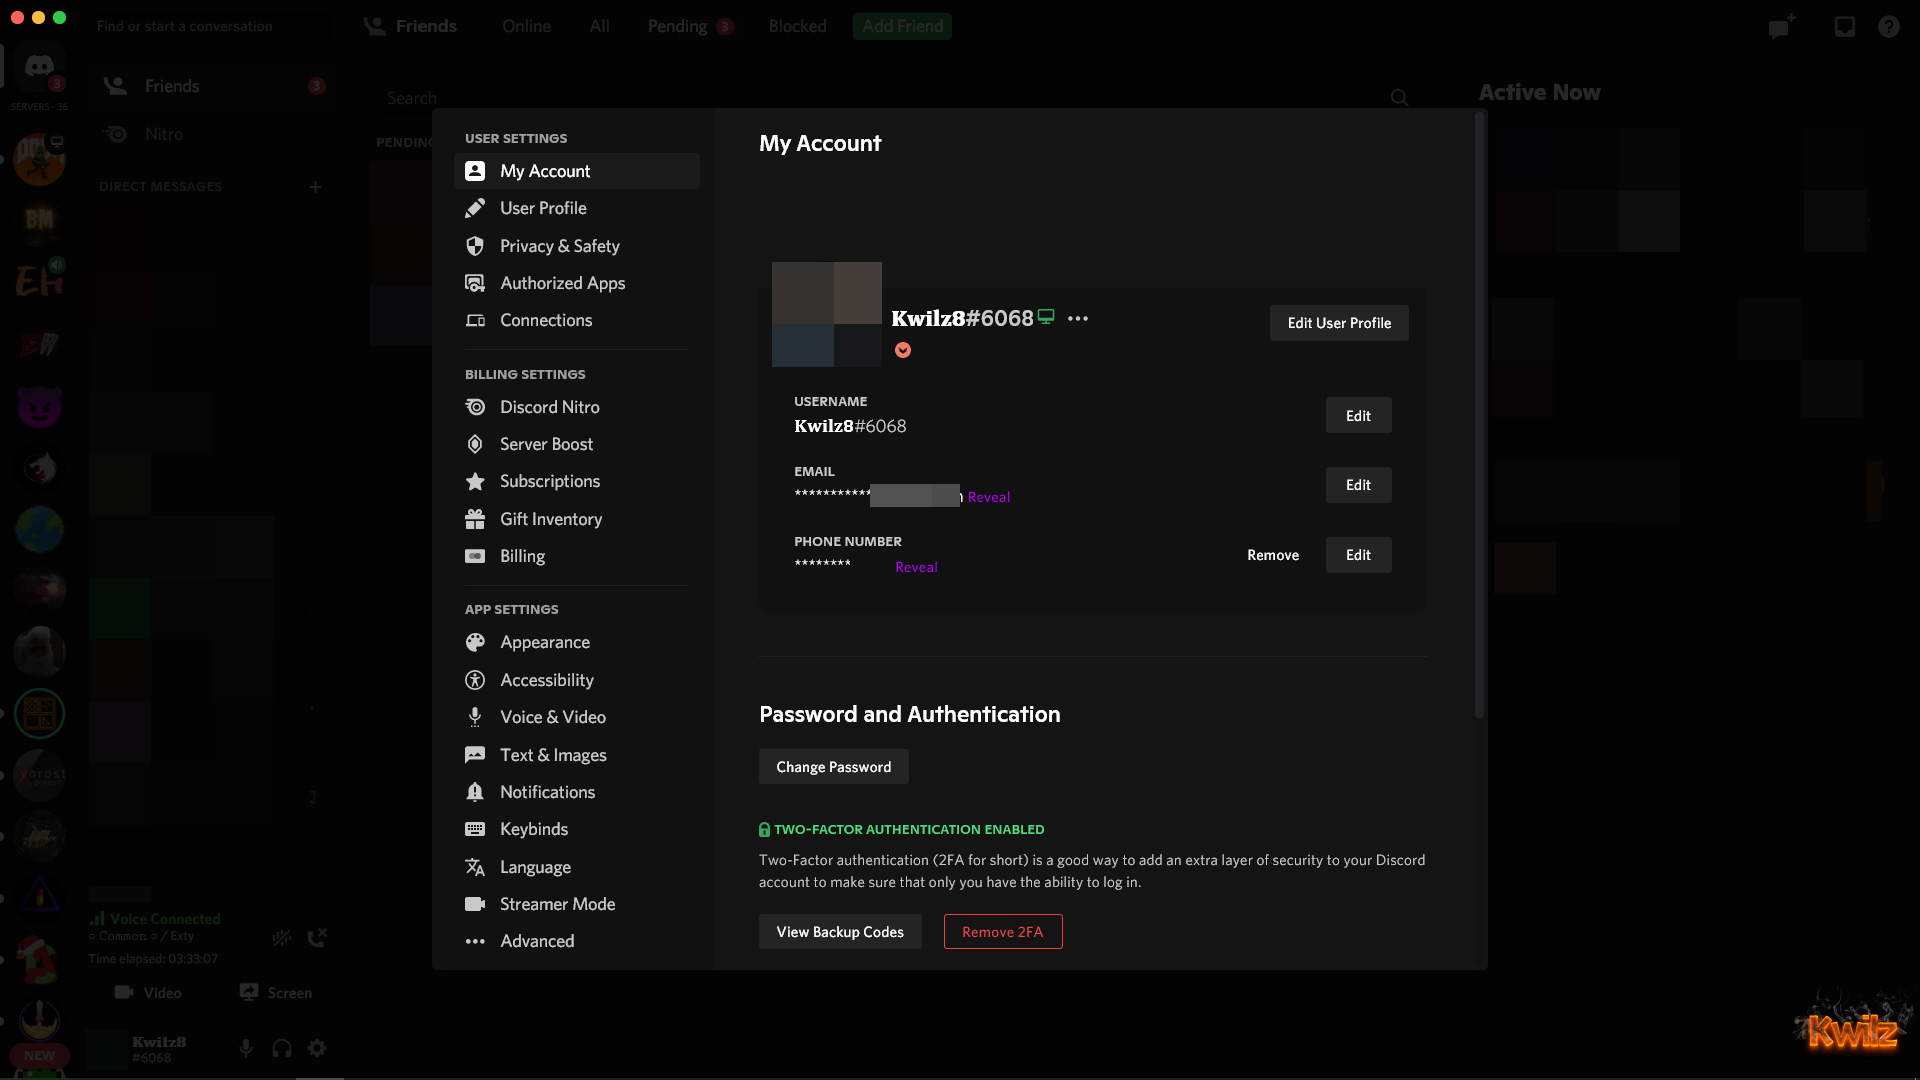 Find or start a conversation
Friends
Online
All
Pending
3
Blocked
Add Friend
3
SERVERS - 36
Friends
3
Nitro
DIRECT MESSAGES
Search
Active Now
BM
EH
USER SETTINGS
My Account
User Profile
Privacy & Safety
Authorized Apps
Connections
BILLING SETTINGS
Discord Nitro
Server Boost
Subscriptions
Gift Inventory
Billing
APP SETTINGS
Appearance
Accessibility
Voice & Video
Text & Images
Notifications
Keybinds
Language
Streamer Mode
Advanced
My Account
Kwilz8#6068
Edit User Profile
USERNAME
Kwilz8#6068
Edit
EMAIL
*********** Reveal
Edit
PHONE NUMBER
******** Reveal
Remove
Edit
Password and Authentication
Change Password
TWO-FACTOR AUTHENTICATION ENABLED
Two-Factor authentication (2FA for short) is a good way to add an extra layer of security to your Discord
account to make sure that only you have the ability to log in.
View Backup Codes
Remove 2FA
Voice Connected
Common / Exty
Time elapsed: 03:33:07
Video
Screen
Kwilz8
#6068
NEW
Kwilz